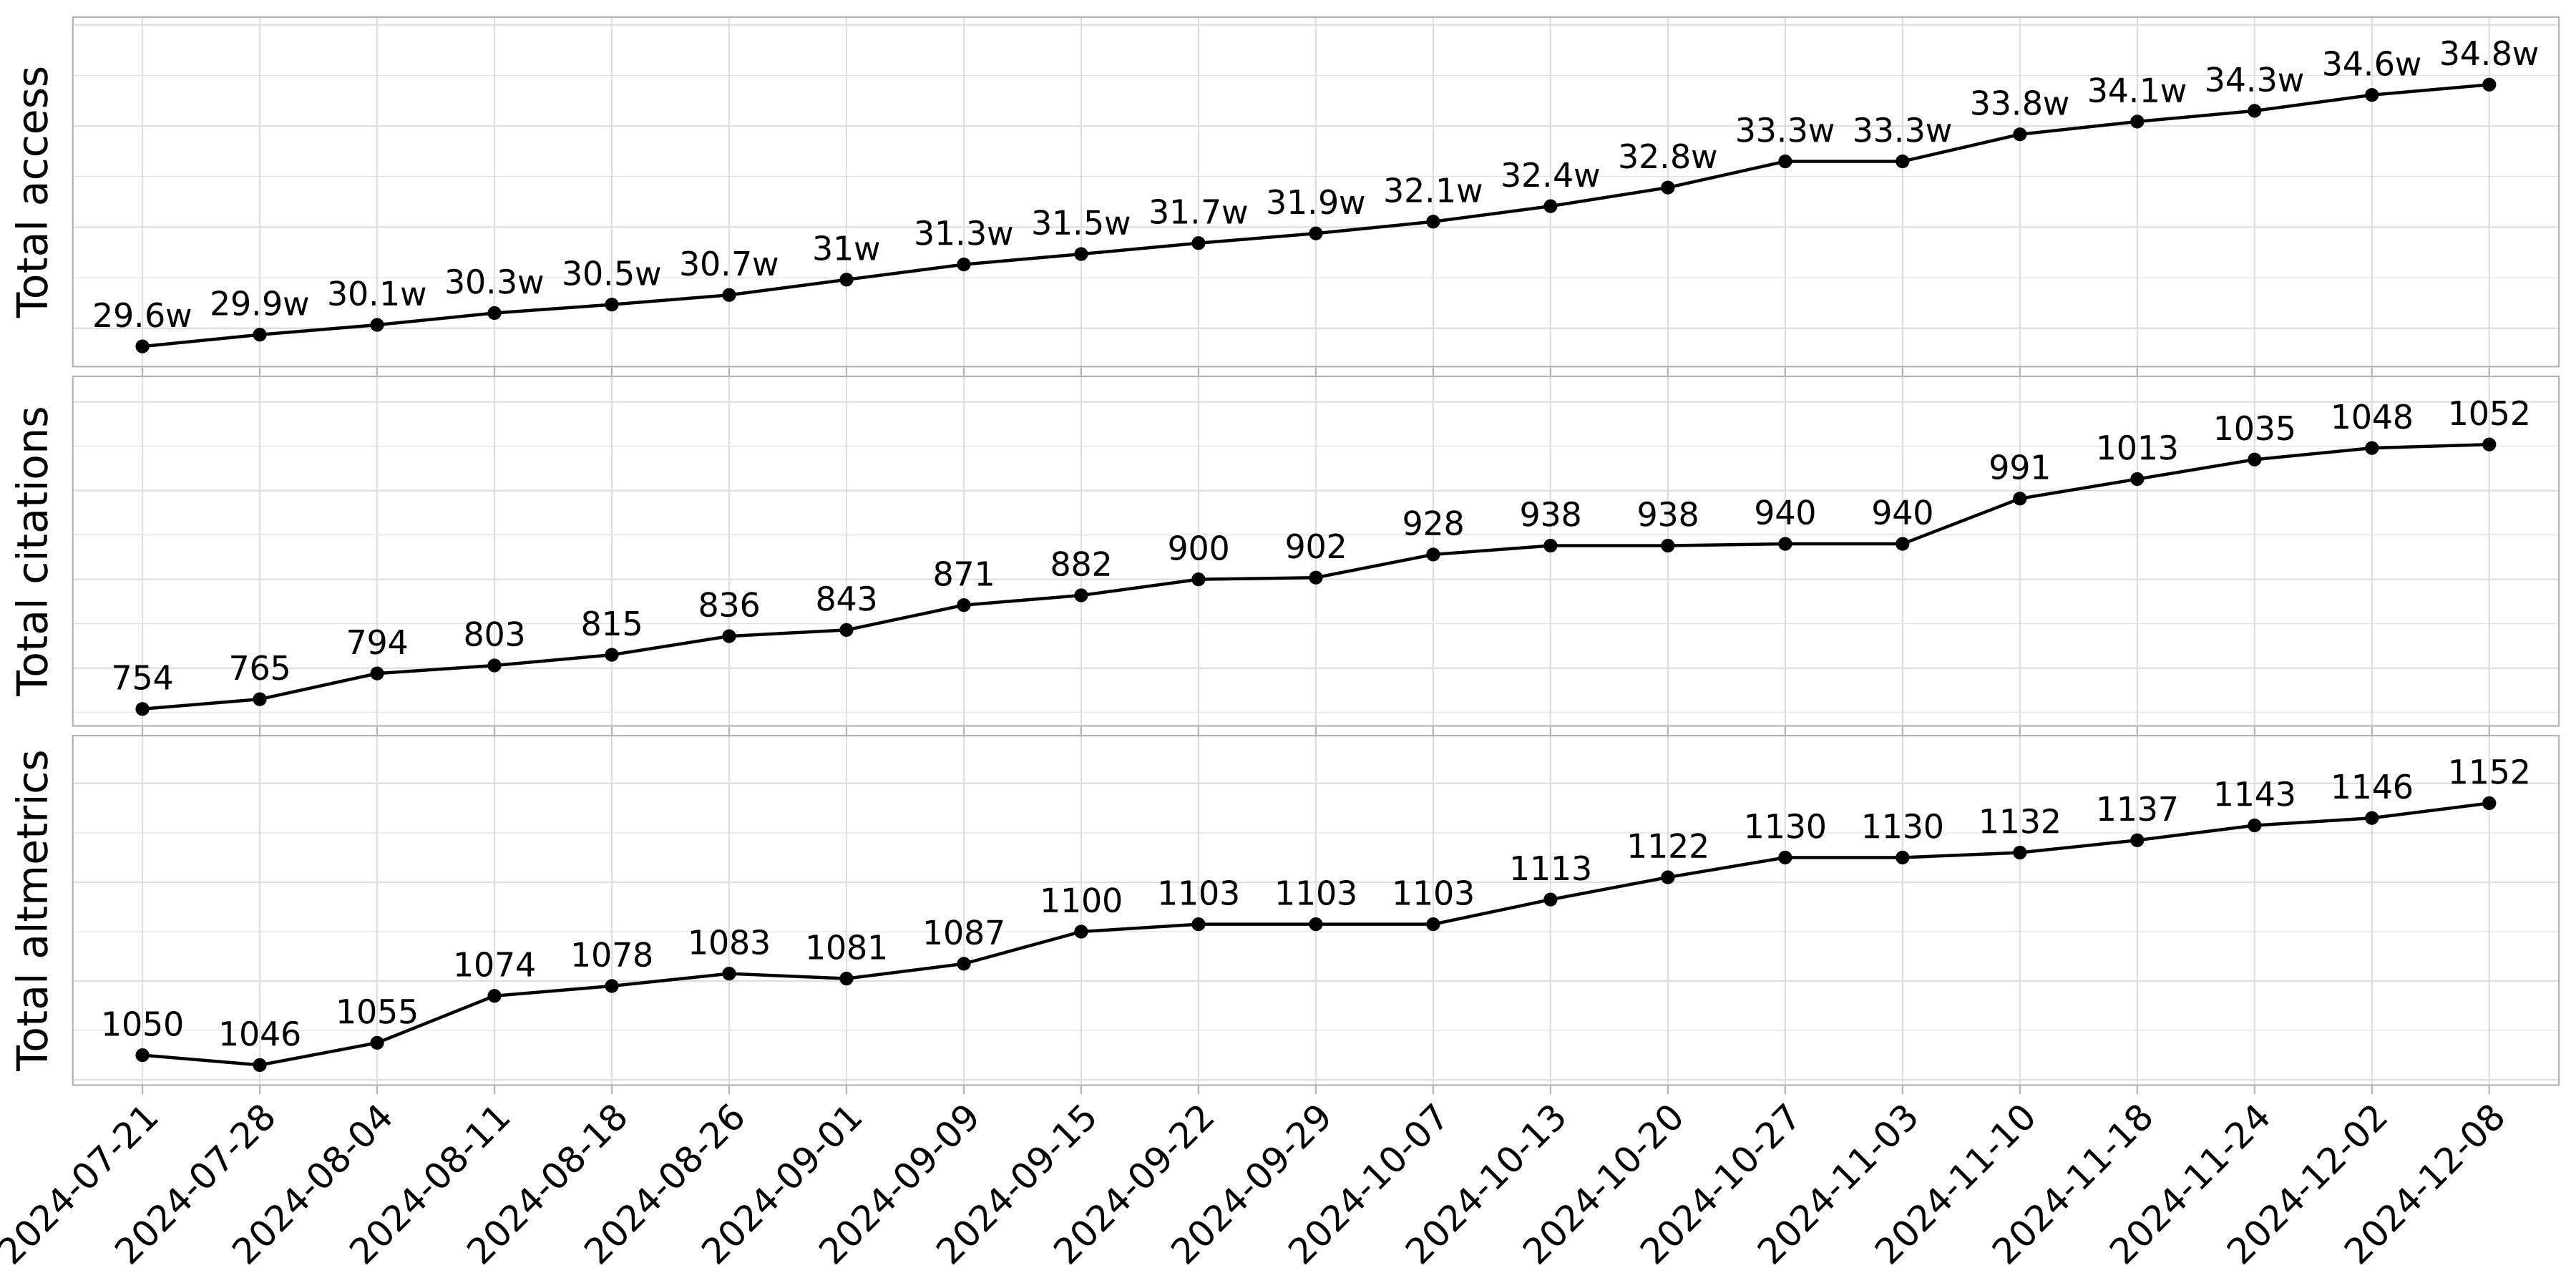 Total access
29.6w 29.9w 30.1w 30.3w 30.5w 30.7w 31w 31.3w 31.5w 31.7w 31.9w 32.1w 32.4w 32.8w 33.3w 33.3w 33.8w 34.1w 34.3w 34.6w 34.8w
Total citations
754 765 794 803 815 836 843 871 882 900 902 928 938 938 940 940 991 1013 1035 1048 1052
Total altmetrics
1050 1046 1055 1074 1078 1083 1081 1087 1100 1103 1103 1103 1113 1122 1130 1130 1132 1137 1143 1146 1152
2024-07-21 2024-07-28 2024-08-04 2024-08-11 2024-08-18 2024-08-26 2024-09-01 2024-09-09 2024-09-15 2024-09-22 2024-09-29 2024-10-07 2024-10-13 2024-10-20 2024-10-27 2024-11-03 2024-11-10 2024-11-18 2024-11-24 2024-12-02 2024-12-08